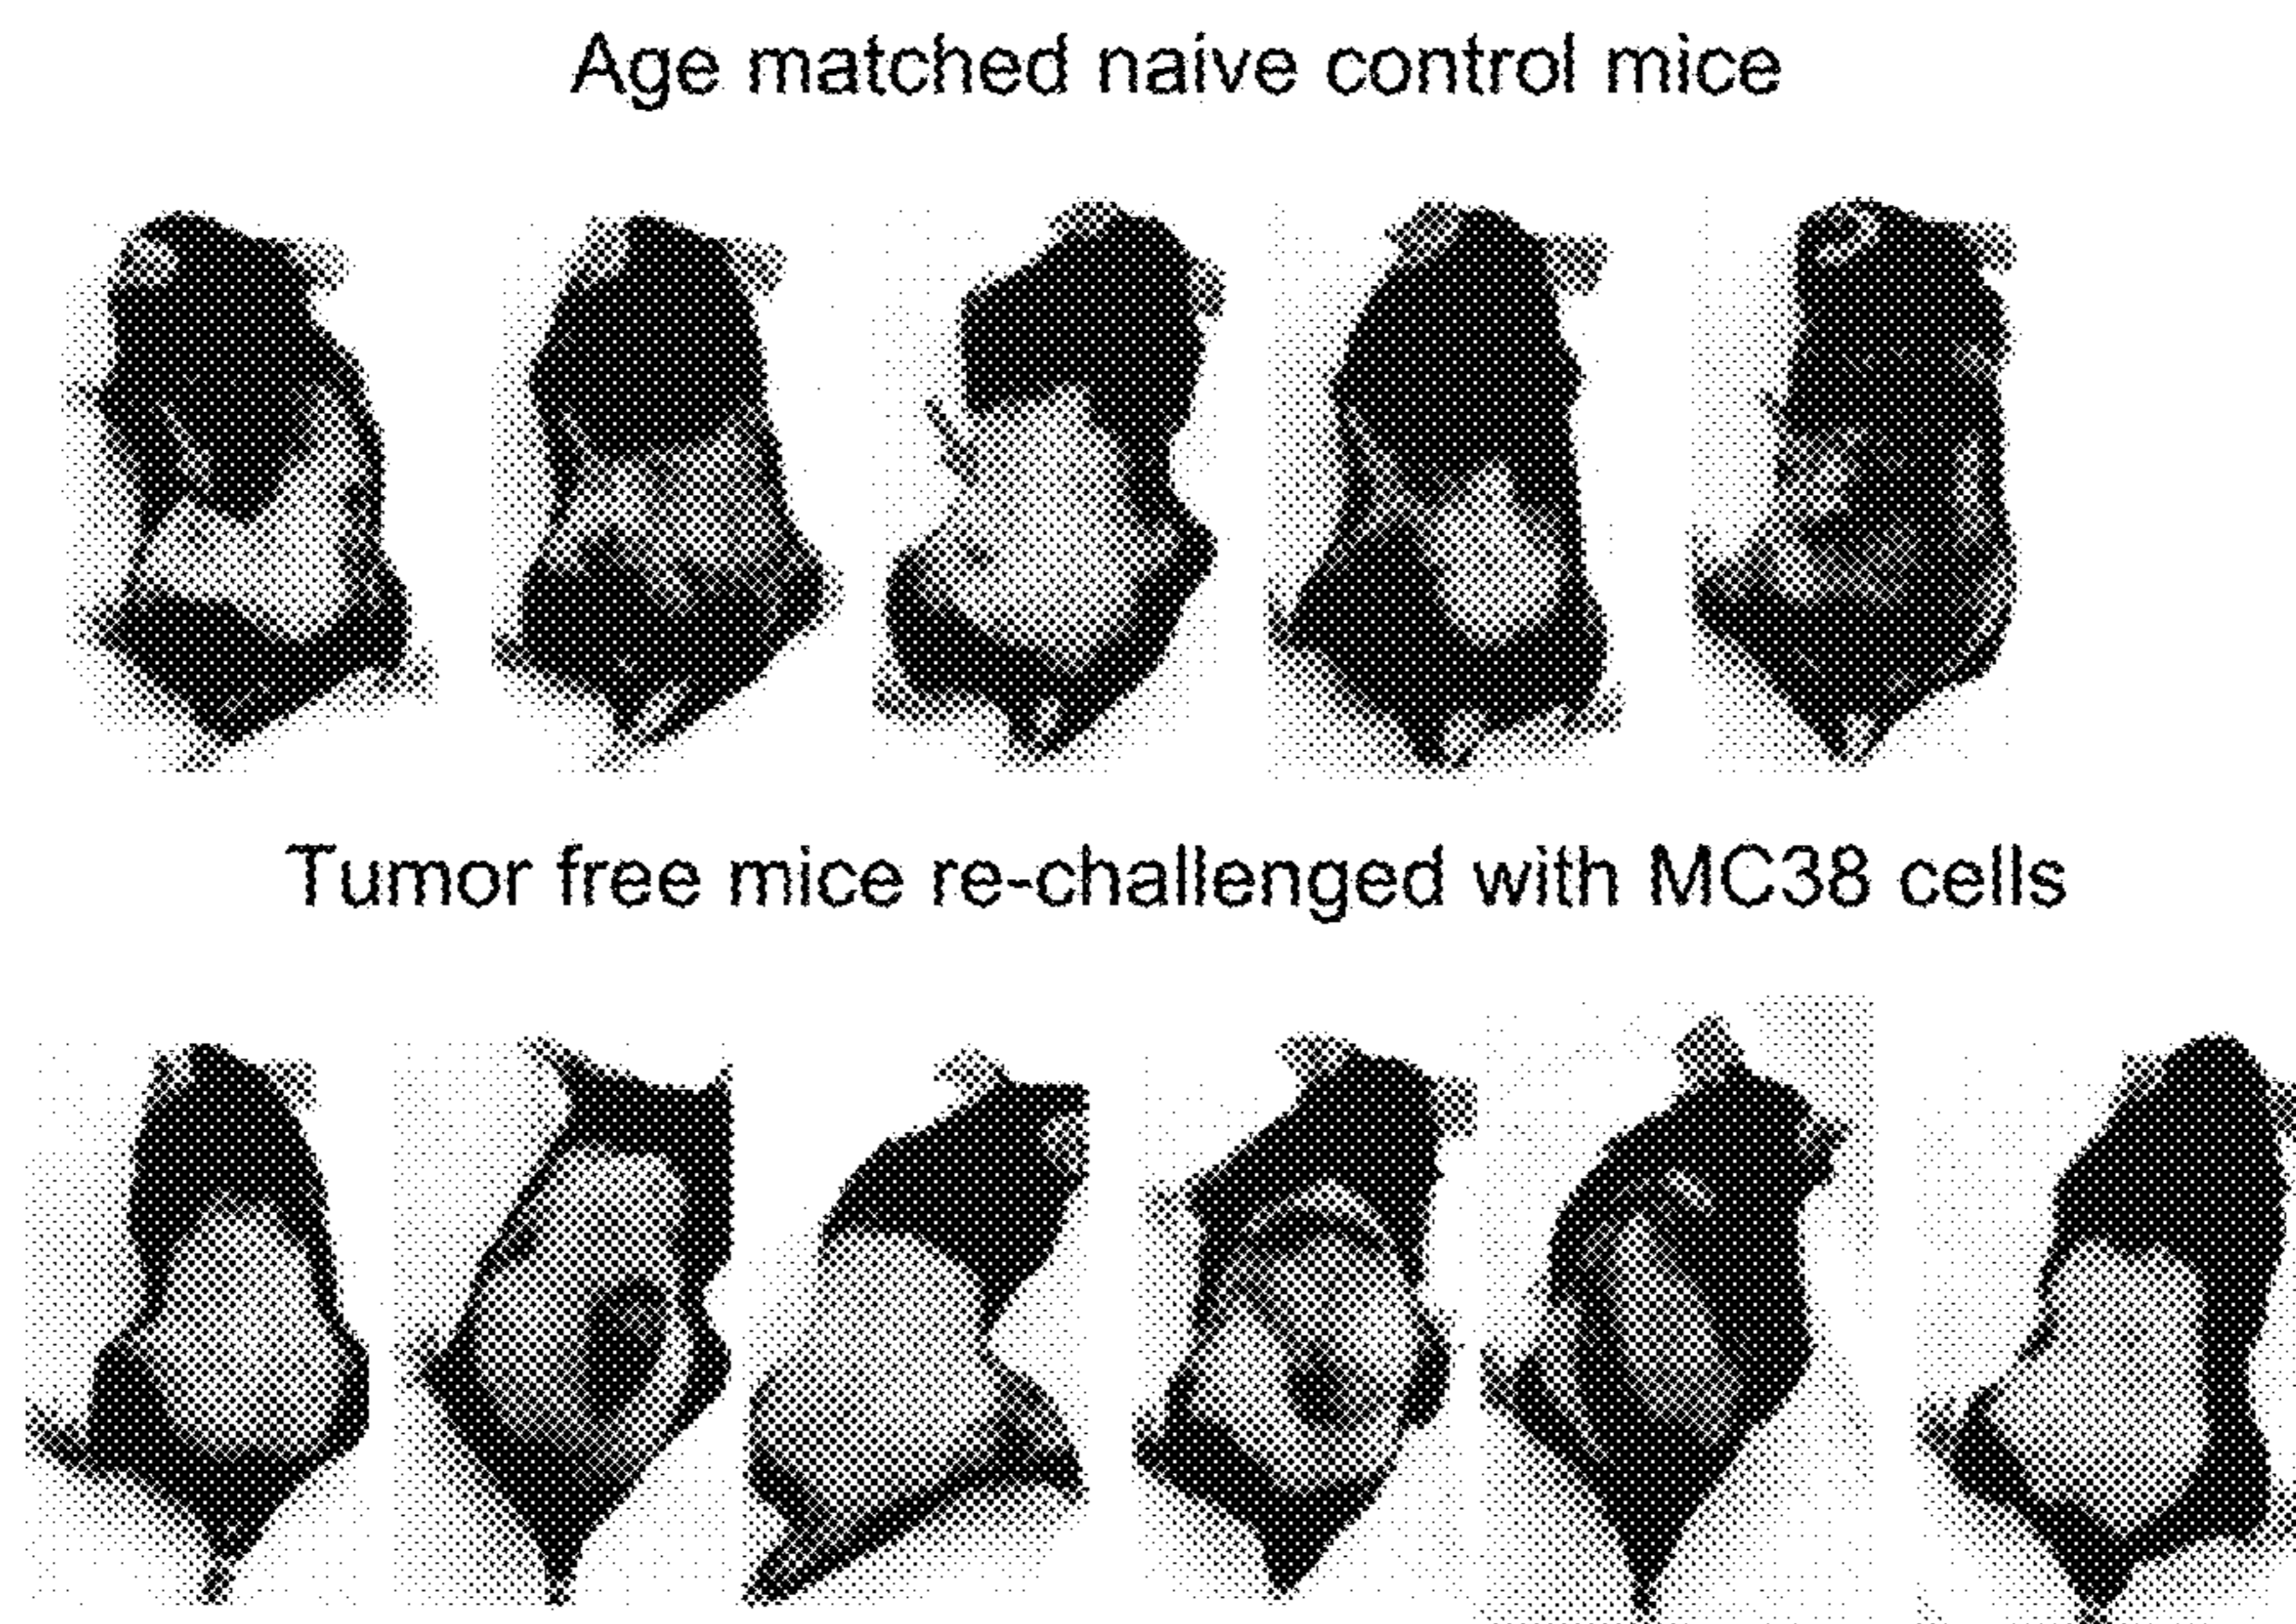 Age matched naive control mice
Tumor free mice re-challenged with MC38 cells